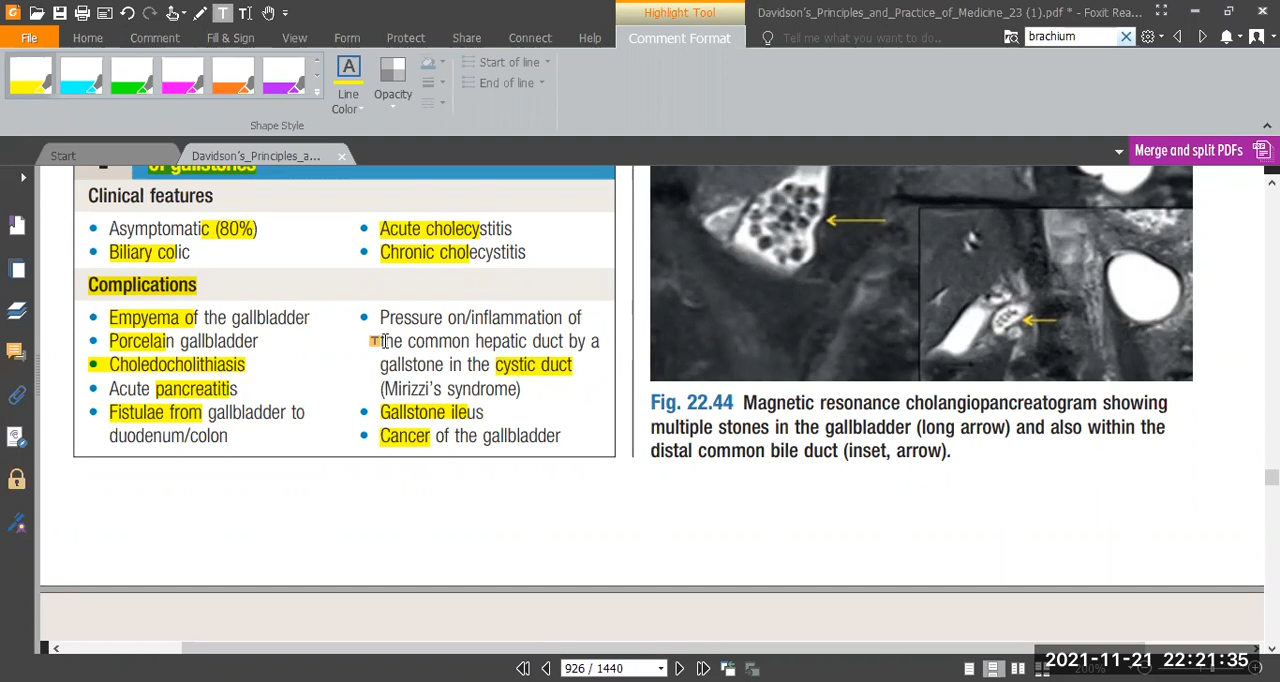 Highlight Tool
Davidson's_Principles_and_Practice_of_Medicine_23 (1).pdf * - Foxit Rea...
File
Home
Comment
Fill & Sign
View
Form
Protect
Share
Connect
Help
Comment Format
Tell me what you want to do..
brachium
Line
Color
Opacity
Start of line
End of line
Shape Style
Start
Davidson's_Principles_a...
Merge and split PDFs
of gallstones
Clinical features
• Asymptomatic (80%)
• Biliary colic
• Acute cholecystitis
• Chronic cholecystitis
Complications
• Empyema of the gallbladder
• Porcelain gallbladder
• Choledocholithiasis
• Acute pancreatitis
• Fistulae from gallbladder to
duodenum/colon
• Pressure on/inflammation of
the common hepatic duct by a
gallstone in the cystic duct
(Mirizzi's syndrome)
• Gallstone ileus
• Cancer of the gallbladder
Fig. 22.44 Magnetic resonance cholangiopancreatogram showing
multiple stones in the gallbladder (long arrow) and also within the
distal common bile duct (inset, arrow).
926 / 1440
2021-11-21 22:21:35